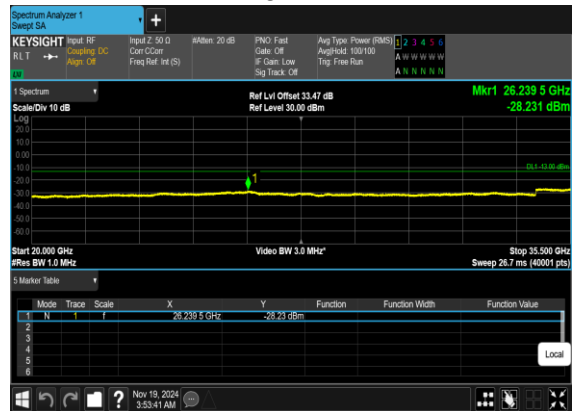 Spectrum Analyzer 1
Swept SA
+
KEYSIGHT Input: RF Input Z: 50 Ω #Atten: 20 dB PNO: Fast Avg Type: Power (RMS) 1 2 3 4 5 6
RLT Coupling: DC Corr CCorr Gate: Off Avg|Hold: 100/100 A W W W W W
Align: Off Freq Ref: Int (S) IF Gain: Low Trig: Free Run
Sig Track: Off A N N N N N
LW
1 Spectrum Ref Lvl Offset 33.47 dB Mkr1 26.239 5 GHz
Scale/Div 10 dB Ref Level 30.00 dBm -28.231 dBm
Log
20.0
10.0
0.00
-10.0 DL1 -13.00 dBm
-20.0 1
-30.0
-40.0
-50.0
-60.0
Start 20.000 GHz Video BW 3.0 MHz* Stop 35.500 GHz
#Res BW 1.0 MHz Sweep 26.7 ms (40001 pts)
5 Marker Table
Mode Trace Scale X Y Function Function Width Function Value
1 N 1 f 26.239 5 GHz -28.23 dBm
2
3
4
5
6
Local
? Nov 19, 2024
3:53:41 AM